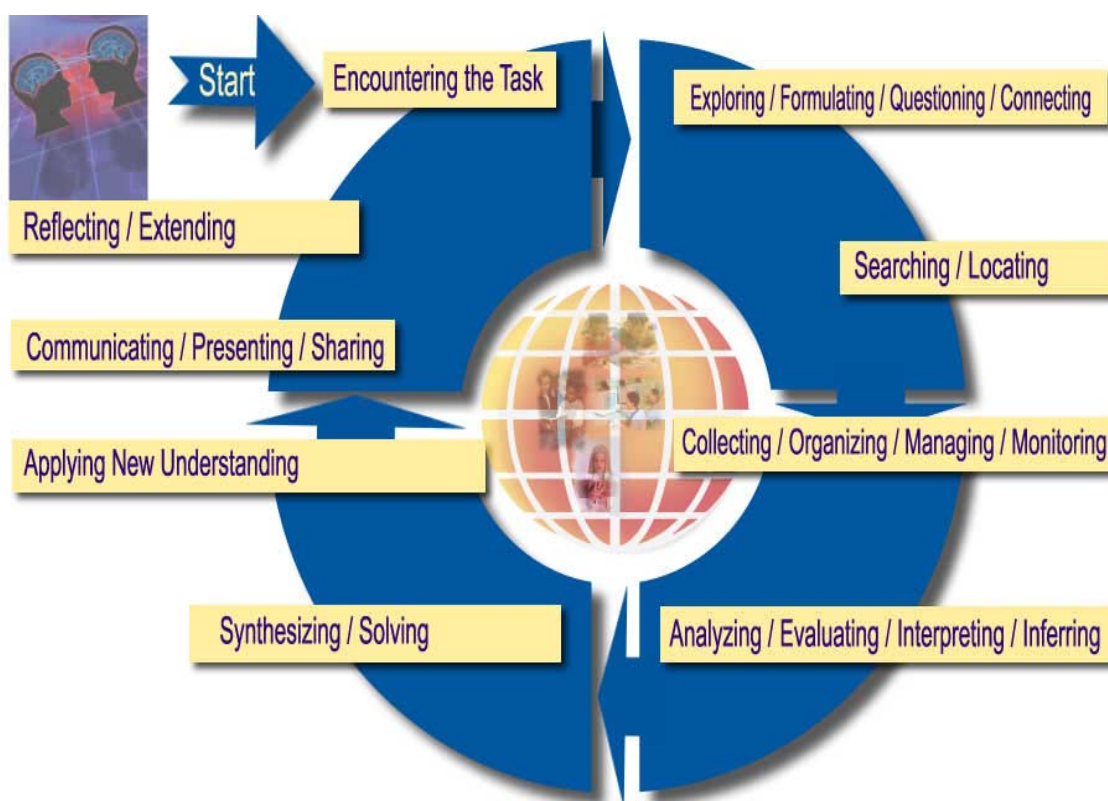 Start
Encountering the Task
Exploring / Formulating / Questioning / Connecting
Searching / Locating
Collecting / Organizing / Managing / Monitoring
Analyzing / Evaluating / Interpreting / Inferring
Synthesizing / Solving
Applying New Understanding
Communicating / Presenting / Sharing
Reflecting / Extending